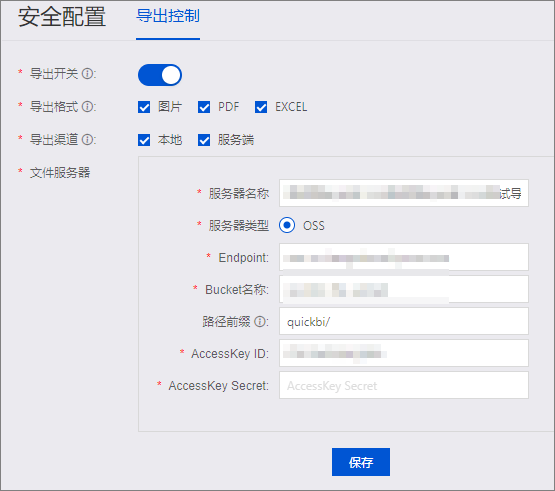 安全配置 导出控制
* 导出开关 ?:
* 导出格式 ?: 图片 PDF EXCEL
* 导出渠道 ?: 本地 服务端
* 文件服务器
* 服务器名称 试导
* 服务器类型 OSS
* Endpoint:
* Bucket名称:
路径前缀 ?: quickbi/
* AccessKey ID:
* AccessKey Secret: AccessKey Secret
保存